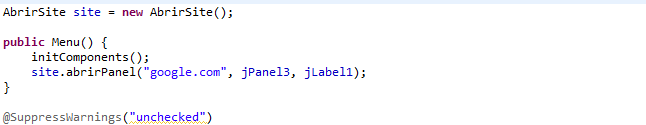 AbrirSite site = new AbrirSite();
public Menu() {
initComponents();
site.abrirPanel("google.com", jPanel3, jLabel1);
}
@SuppressWarnings("unchecked")